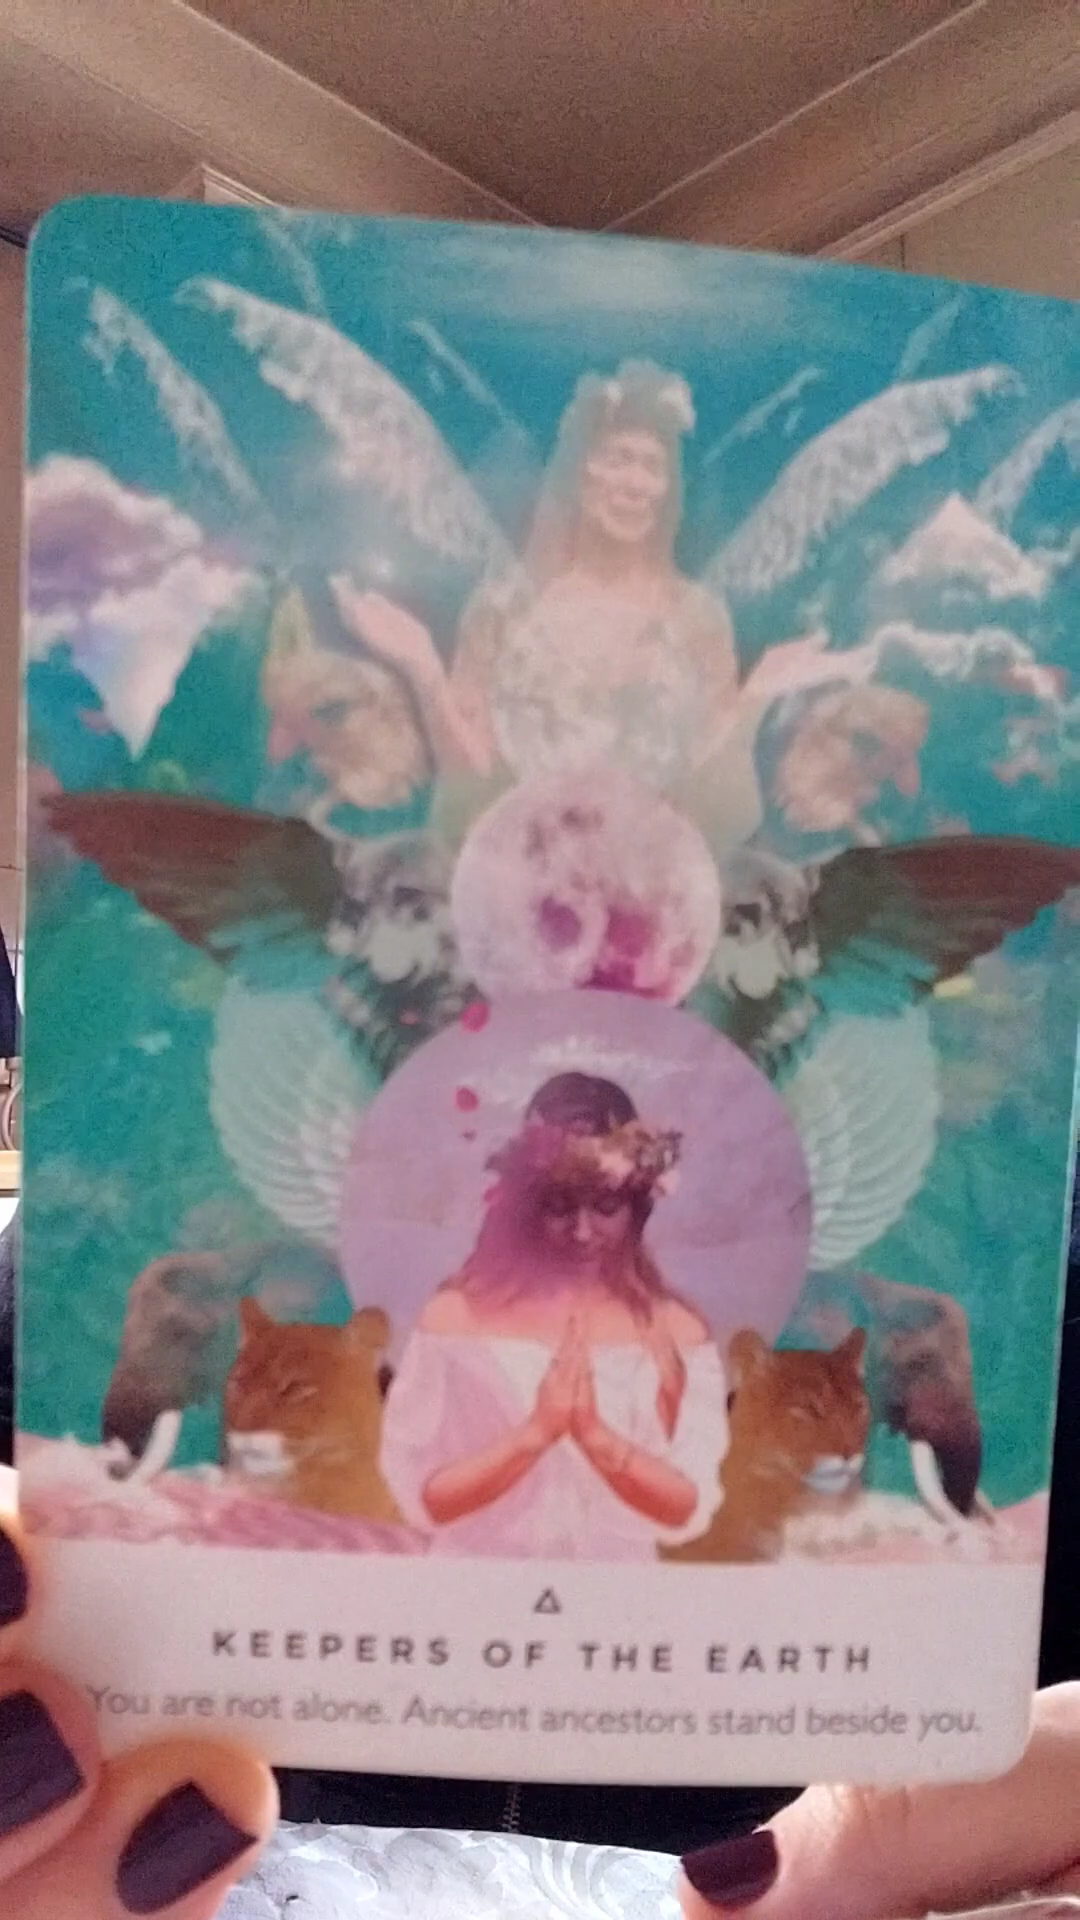 KEEPERS OF THE EARTH
You are not alone. Ancient ancestors stand beside you.